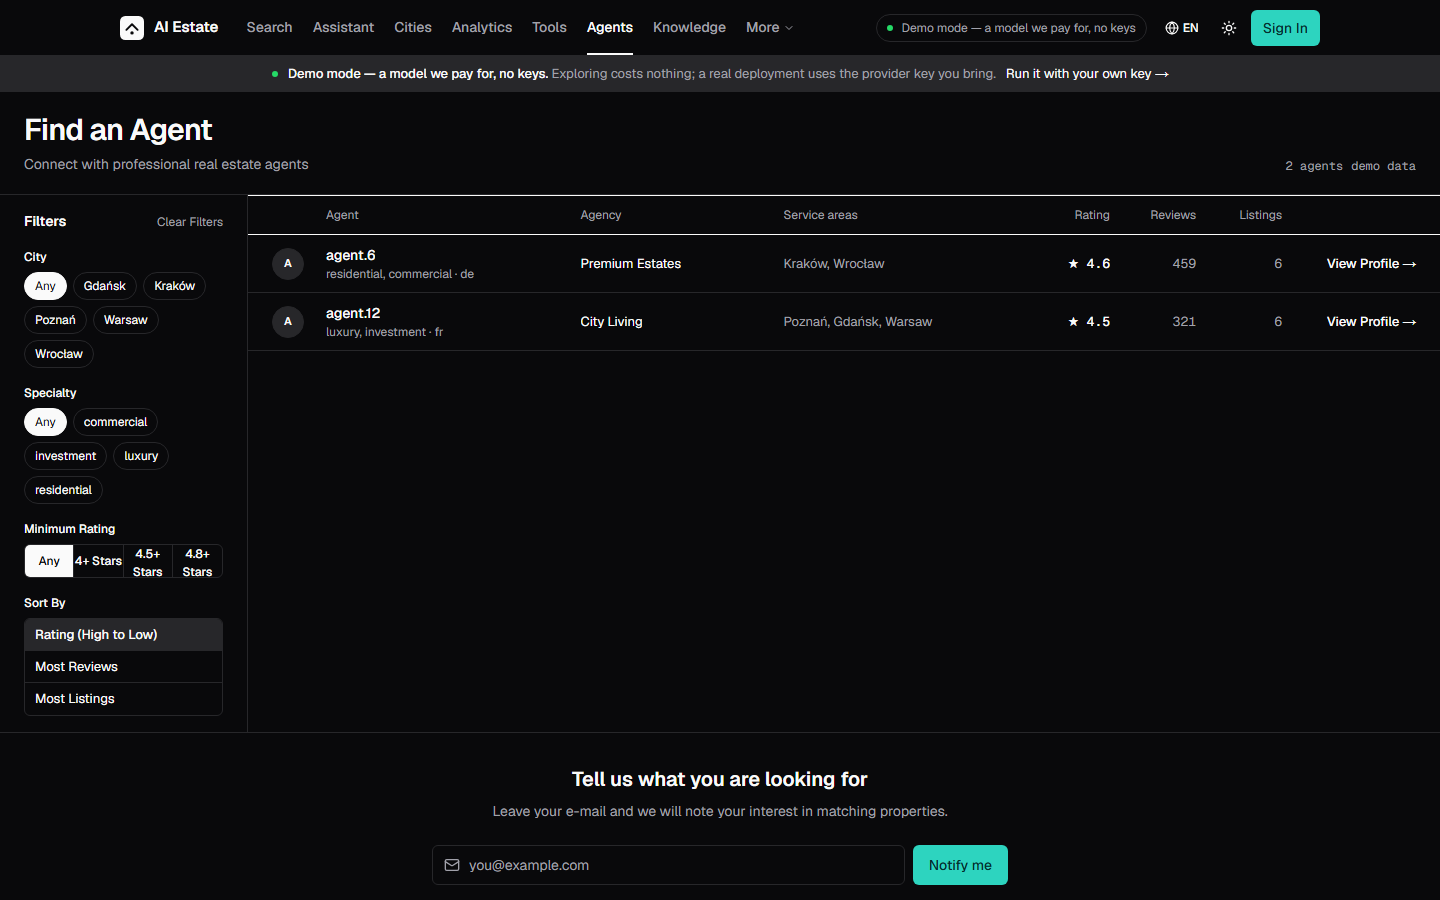 AI Estate
Search
Assistant
Cities
Analytics
Tools
Agents
Knowledge
More
Demo mode — a model we pay for, no keys
EN
Sign In
Demo mode — a model we pay for, no keys. Exploring costs nothing; a real deployment uses the provider key you bring. Run it with your own key →
Find an Agent
Connect with professional real estate agents
2 agents demo data
Filters
Clear Filters
City
Any
Gdańsk
Kraków
Poznań
Warsaw
Wrocław
Specialty
Any
commercial
investment
luxury
residential
Minimum Rating
Any
4+ Stars
4.5+ Stars
4.8+ Stars
Sort By
Rating (High to Low)
Most Reviews
Most Listings
Agent
Agency
Service areas
Rating
Reviews
Listings
A
agent.6
residential, commercial · de
Premium Estates
Kraków, Wrocław
★ 4.6
459
6
View Profile →
A
agent.12
luxury, investment · fr
City Living
Poznań, Gdańsk, Warsaw
★ 4.5
321
6
View Profile →
Tell us what you are looking for
Leave your e-mail and we will note your interest in matching properties.
you@example.com
Notify me